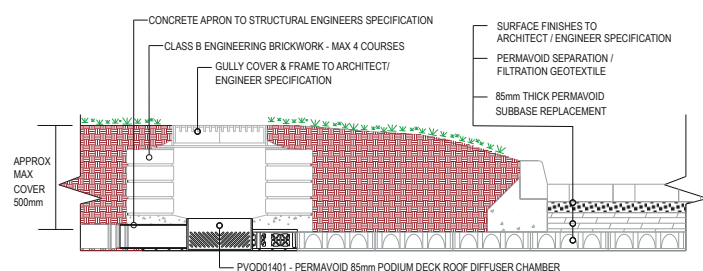 CONCRETE APRON TO STRUCTURAL ENGINEERS SPECIFICATION
CLASS B ENGINEERING BRICKWORK - MAX 4 COURSES
GULLY COVER & FRAME TO ARCHITECT/
ENGINEER SPECIFICATION
SURFACE FINISHES TO
ARCHITECT / ENGINEER SPECIFICATION
PERMAVOID SEPARATION /
FILTRATION GEOTEXTILE
85mm THICK PERMAVOID
SUBBASE REPLACEMENT
APPROX
MAX
COVER
500mm
PVOD01401 - PERMAVOID 85mm PODIUM DECK ROOF DIFFUSER CHAMBER